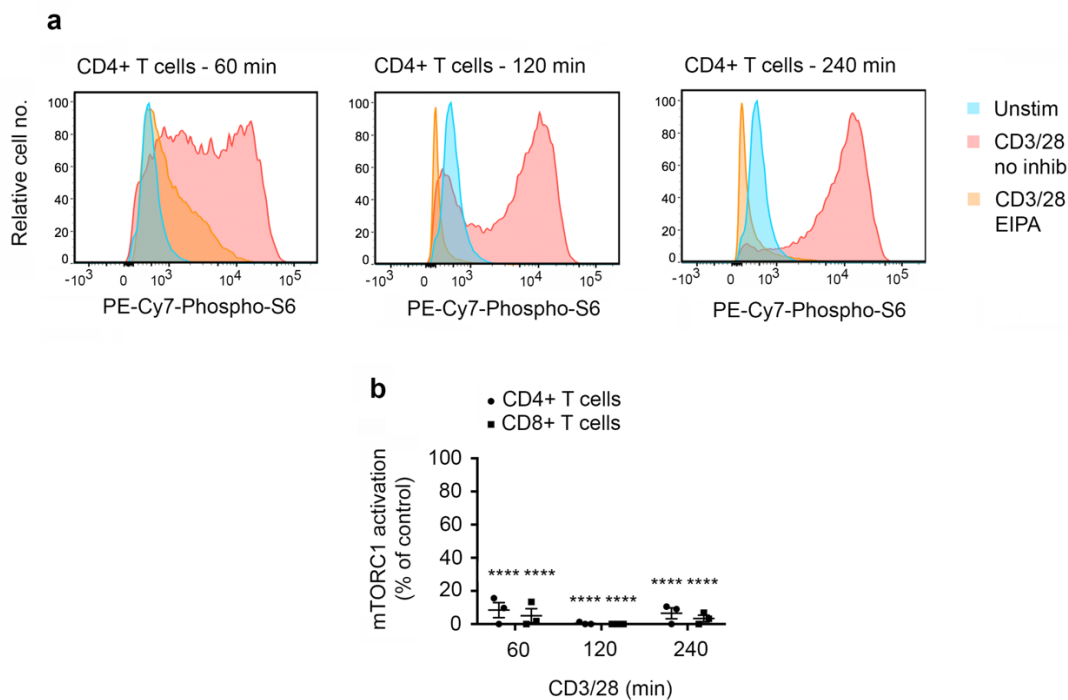 a
CD4+ T cells - 60 min
CD4+ T cells - 120 min
CD4+ T cells - 240 min
Relative cell no.
100
80
60
40
20
0
-10³ 0 10³ 10⁴ 10⁵
PE-Cy7-Phospho-S6
100
80
60
40
20
0
-10³ 0 10³ 10⁴ 10⁵
PE-Cy7-Phospho-S6
100
80
60
40
20
0
-10³ 0 10³ 10⁴ 10⁵
PE-Cy7-Phospho-S6
Unstim
CD3/28
no inhib
CD3/28
EIPA
b
CD4+ T cells
CD8+ T cells
mTORC1 activation
(% of control)
100
80
60
40
20
0
**** ****
**** ****
**** ****
60 120 240
CD3/28 (min)